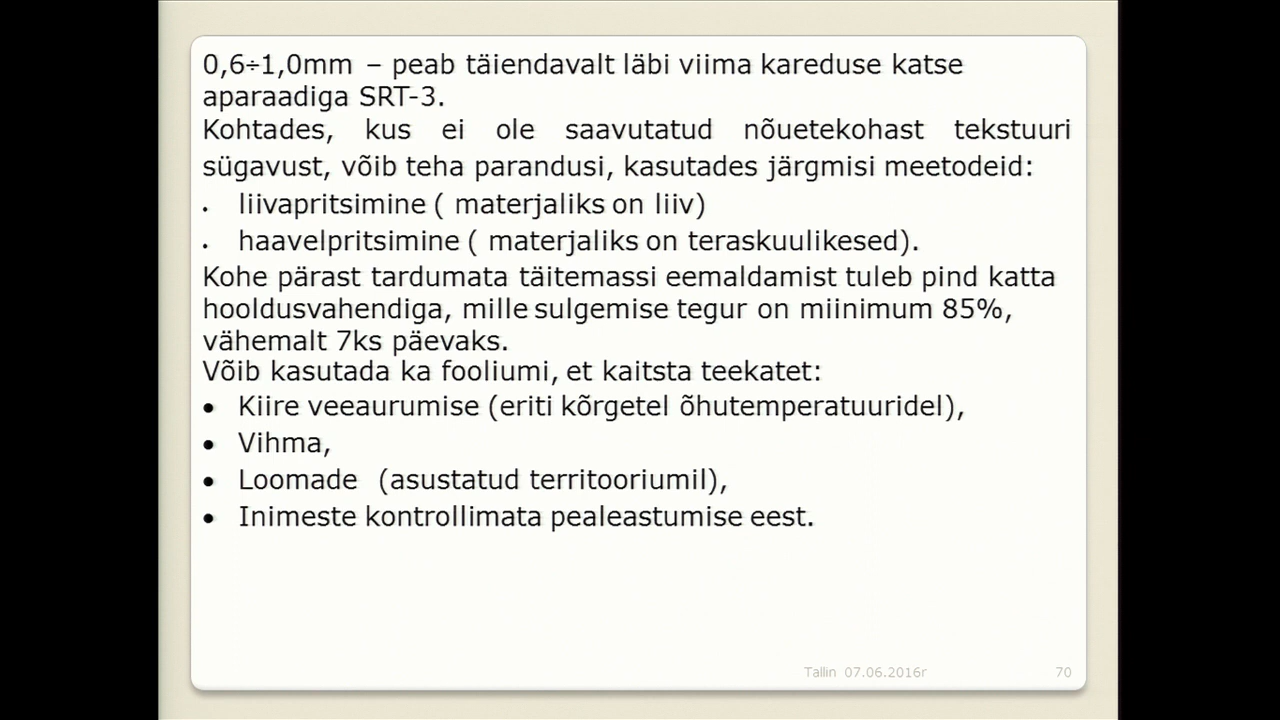 0,6÷1,0mm – peab täiendavalt läbi viima kareduse katse
aparaadiga SRT-3.
Kohtades, kus ei ole saavutatud nõuetekohast tekstuuri
sügavust, võib teha parandusi, kasutades järgmisi meetodeid:
• liivapritsimine ( materjaliks on liiv)
• haavelpritsimine ( materjaliks on teraskuulikesed).
Kohe pärast tardumata täitemassi eemaldamist tuleb pind katta
hooldusvahendiga, mille sulgemise tegur on miinimum 85%,
vähemalt 7ks päevaks.
Võib kasutada ka fooliumi, et kaitsta teekatet:
• Kiire veeaurumise (eriti kõrgetel õhutemperatuuridel),
• Vihma,
• Loomade (asustatud territooriumil),
• Inimeste kontrollimata pealeastumise eest.
Tallin 07.06.2016r 70